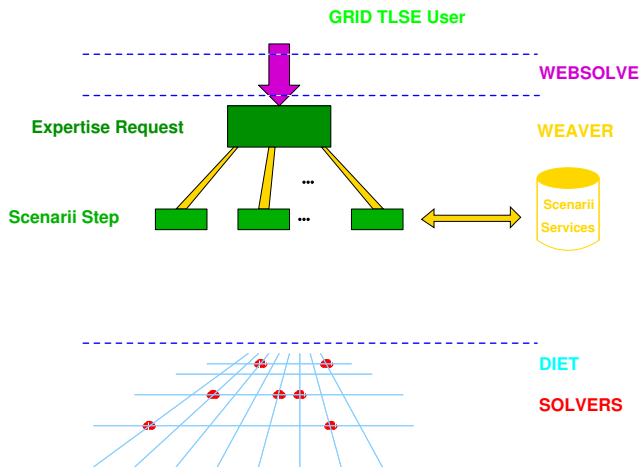 GRID TLSE User
WEBSOLVE
Expertise Request
WEAVER
...
Scenarii Step
...
Scenarii
Services
DIET
SOLVERS